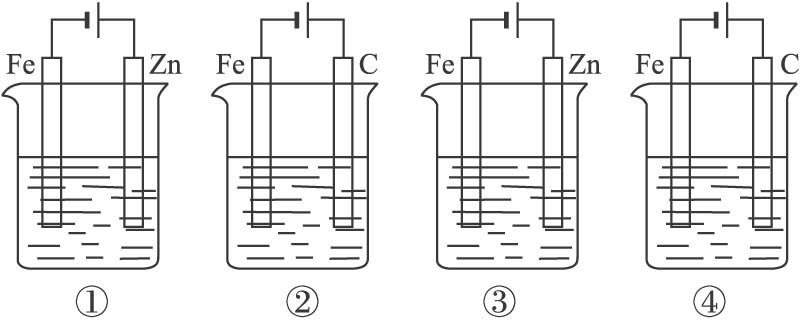 Fe Zn Fe C Fe Zn Fe C
① ② ③ ④